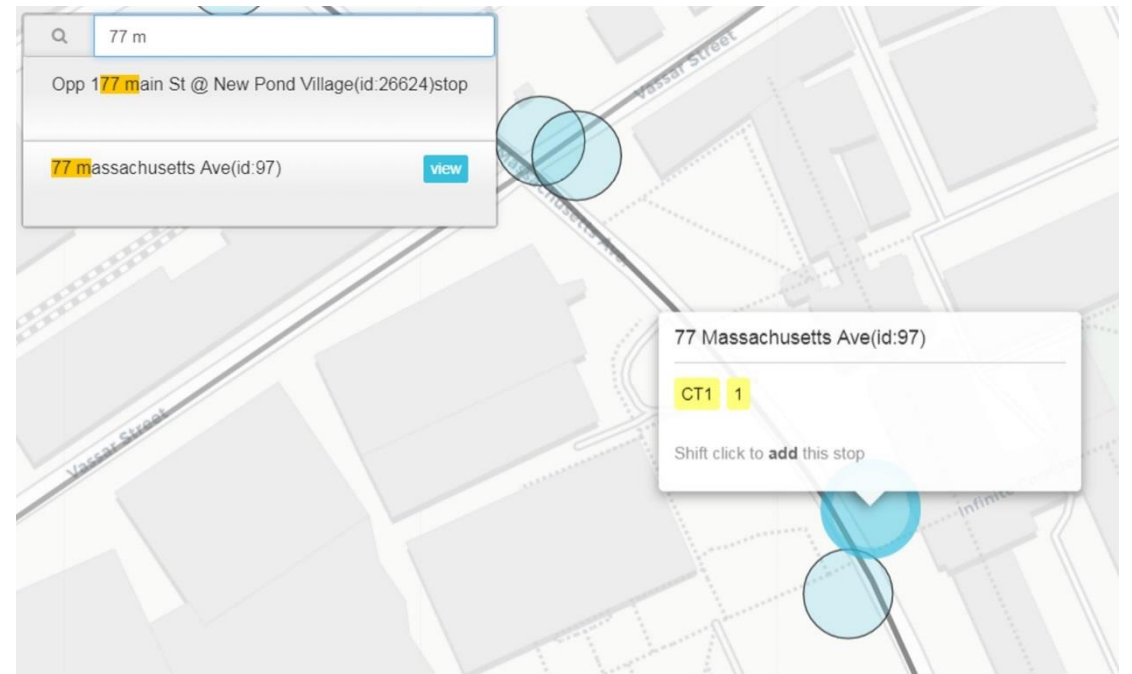 77 m
Opp 177 main St @ New Pond Village(id:26624)stop
77 massachusetts Ave(id:97)
view
Vassar Street
Massachusetts Ave.
77 Massachusetts Ave(id:97)
CT1 1
Shift click to add this stop
Vassar Street
Infinite